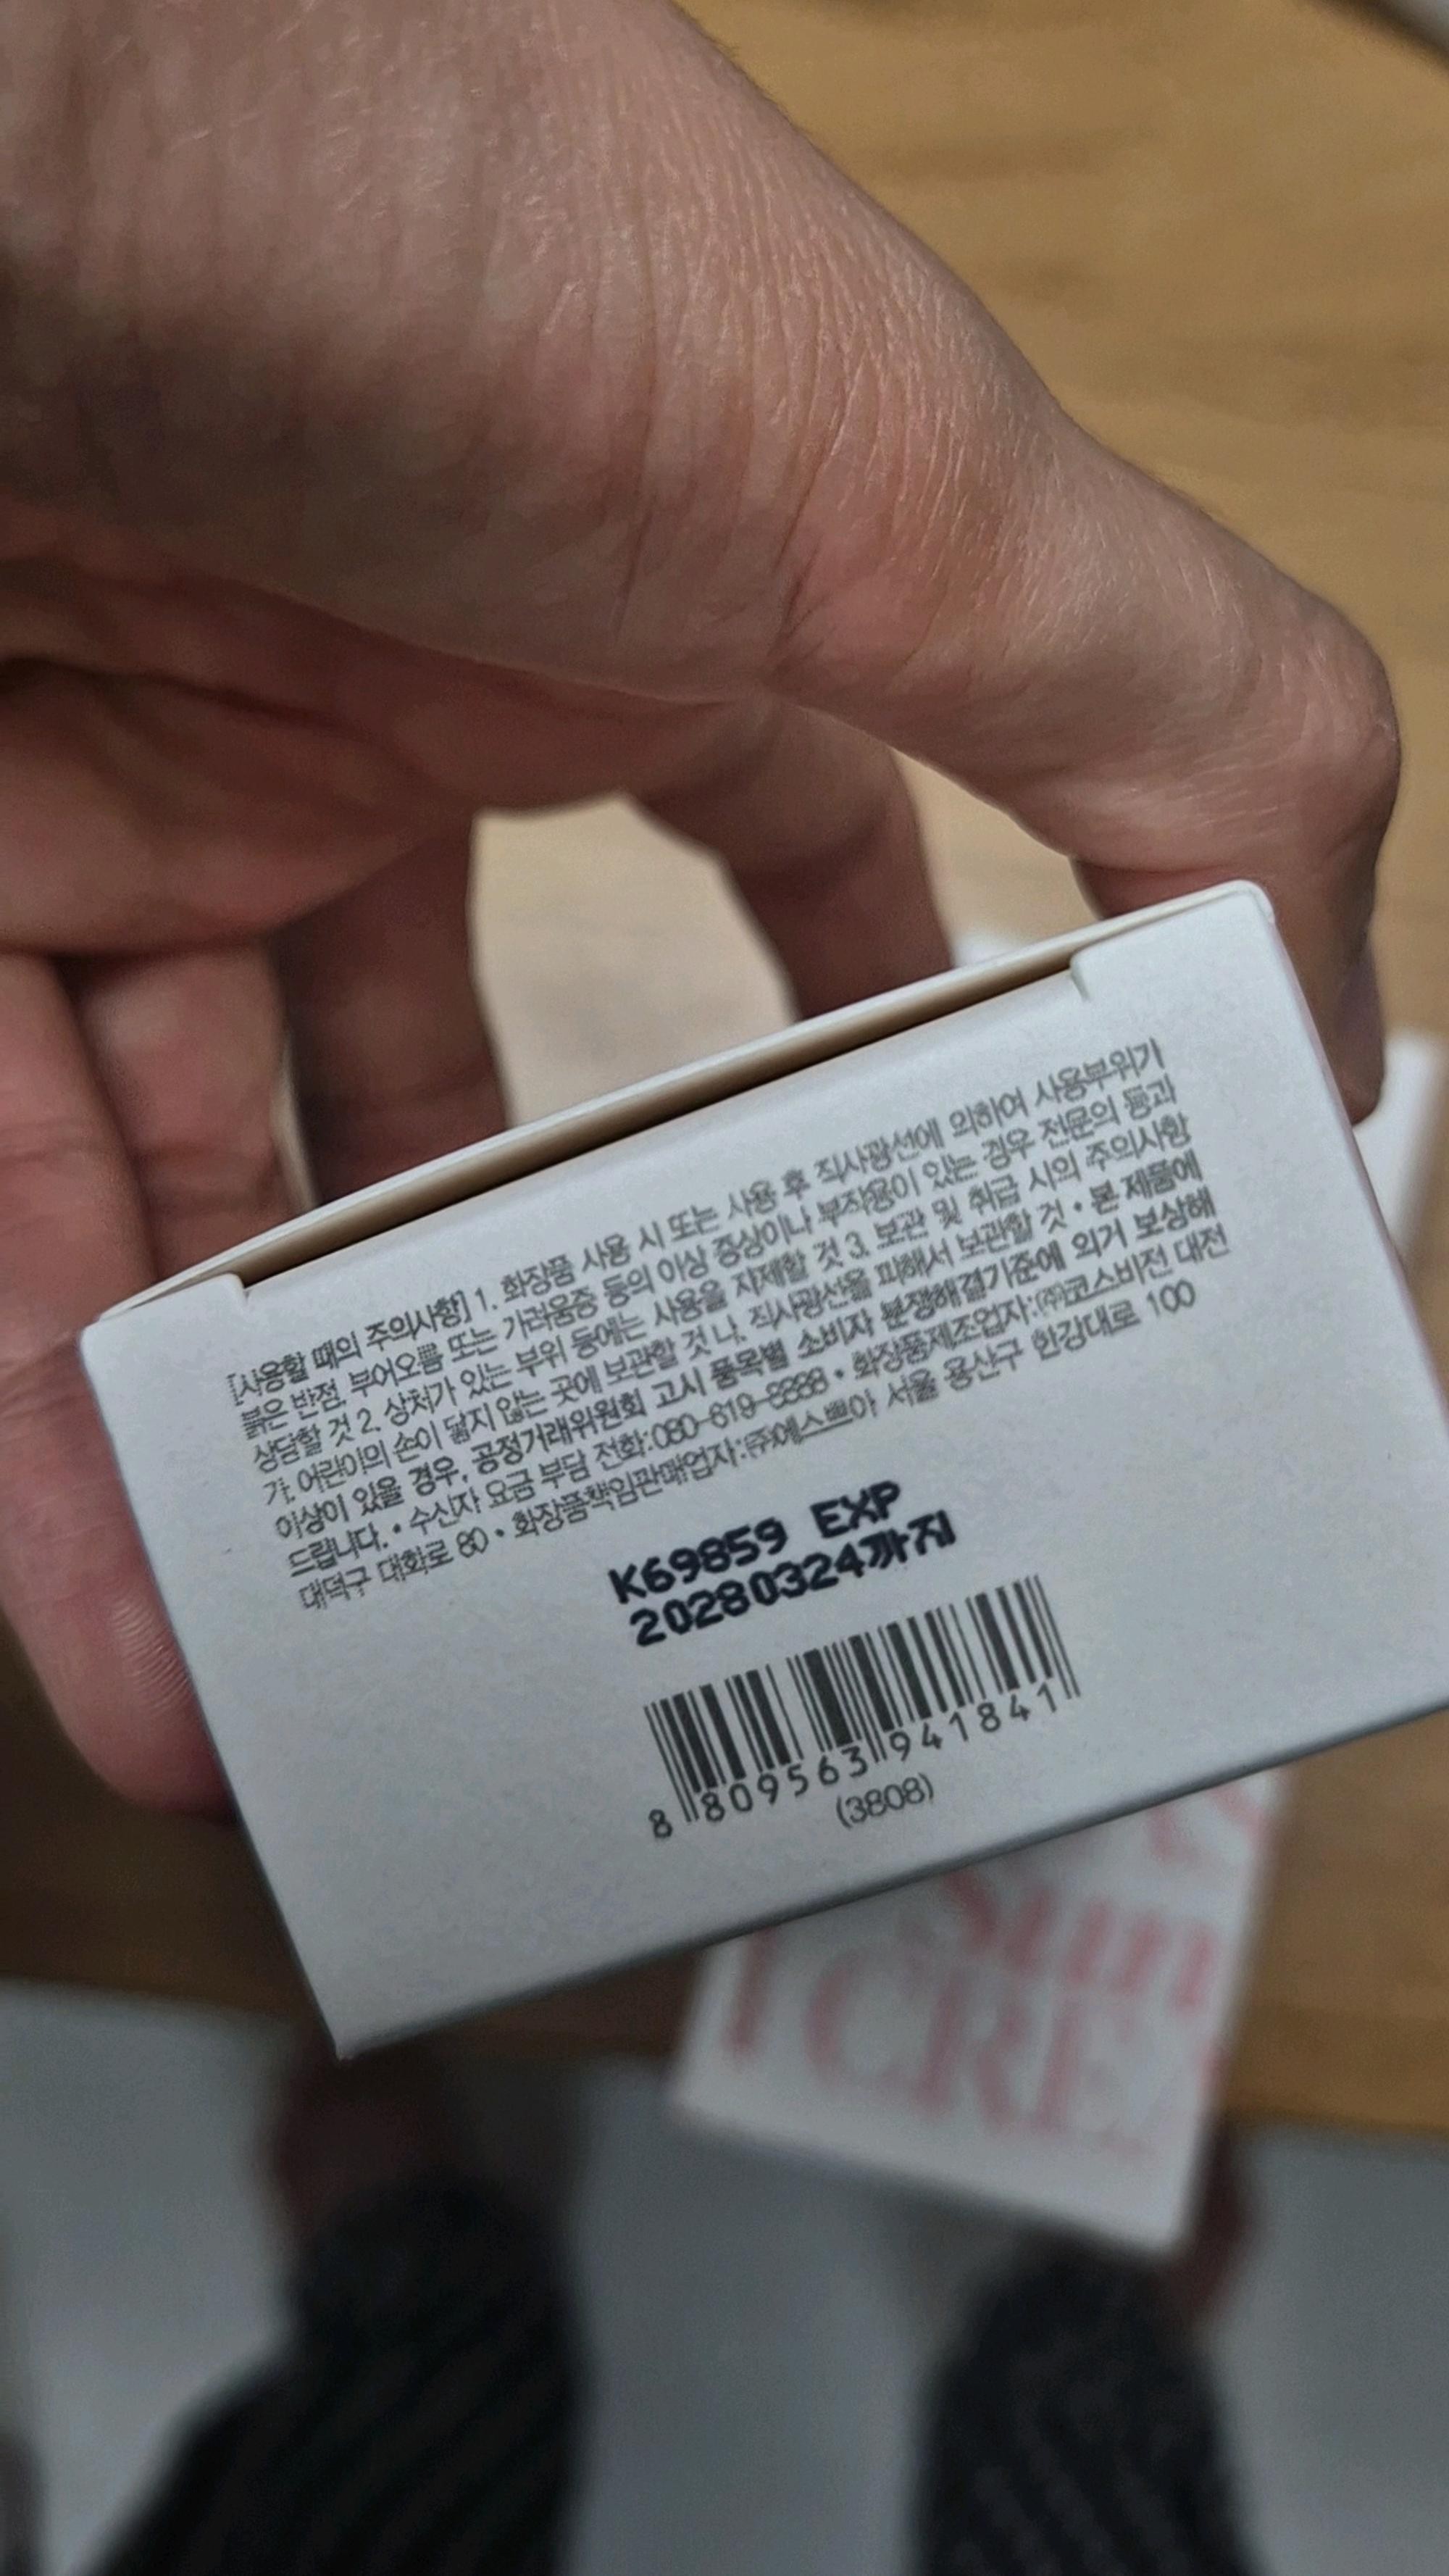 [사용할 때의 주의사항] 1. 화장품 사용 시 또는 사용 후 직사광선에 의하여 사용부위가
붉은 반점, 부어오름 또는 가려움증 등의 이상 증상이나 부작용이 있는 경우 전문의 등과
상담할 것 2. 상처가 있는 부위 등에는 사용을 자제할 것 3. 보관 및 취급 시의 주의사항
가. 어린이의 손이 닿지 않는 곳에 보관할 것 나. 직사광선을 피해서 보관할 것 • 본 제품에
이상이 있을 경우, 공정거래위원회 고시 품목별 소비자 분쟁해결기준에 의거 보상해
드립니다. • 수신자 요금 부담 전화:080-619-8888 • 화장품제조업자:㈜코스비전 대전
대덕구 대화로 80 • 화장품책임판매업자:㈜에스쁘아 서울 용산구 한강대로 100
K69859 EXP
20280324까지
8 809563 941841
(3808)
sun
CRE